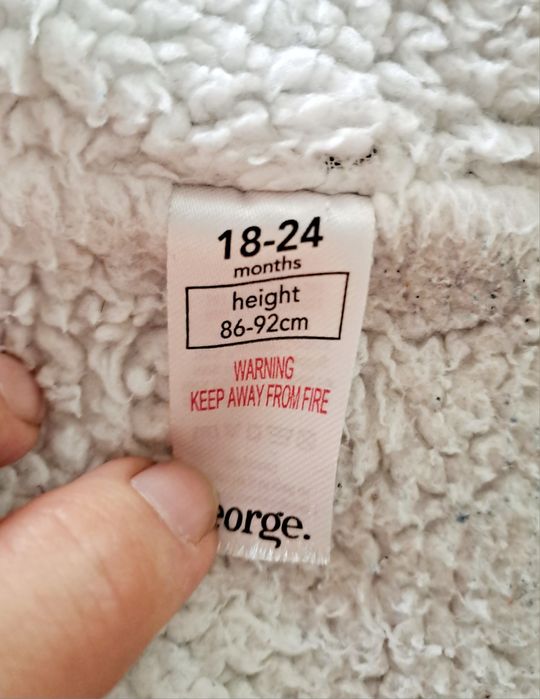 18-24
months
height
86-92cm
WARNING
KEEP AWAY FROM FIRE
eorge.